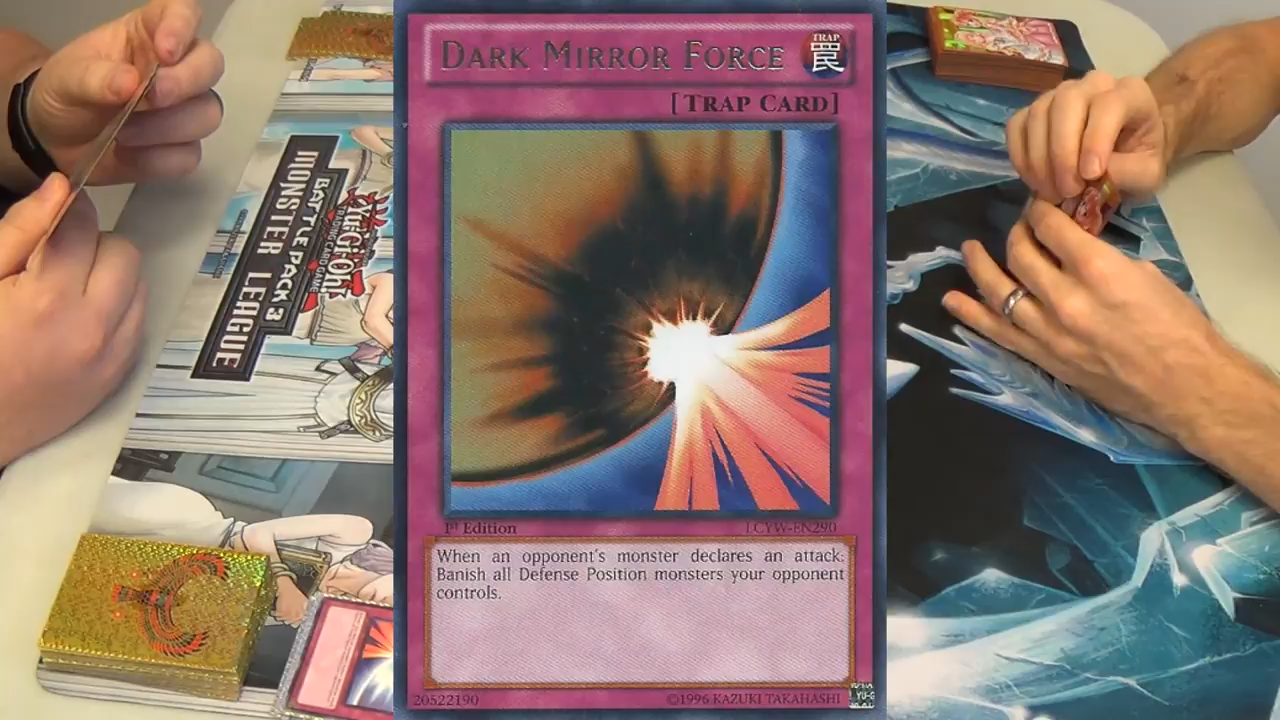 DARK MIRROR FORCE
TRAP
罠
[TRAP CARD]
1st Edition
LCYW-EN290
When an opponent's monster declares an attack:
Banish all Defense Position monsters your opponent
controls.
20522190
©1996 KAZUKI TAKAHASHI
Yu-Gi-Oh!
TRADING CARD GAME
BATTLE PACK 3
MONSTER LEAGUE